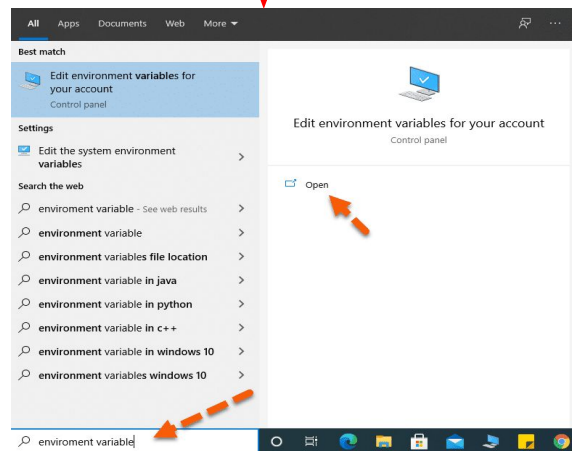 All Apps Documents Web More
Best match
Edit environment variables for
your account
Control panel
Settings
Edit the system environment
variables
Search the web
enviroment variable - See web results
environment variable
environment variables file location
environment variable in java
environment variable in python
environment variable in c++
environment variable in windows 10
environment variables windows 10
enviroment variable
Edit environment variables for your account
Control panel
Open